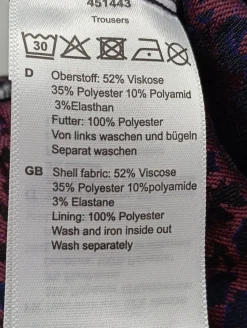 451443
Trousers
30
D Oberstoff: 52% Viskose
35% Polyester 10% Polyamid
3%Elasthan
Futter: 100% Polyester
Von links waschen und bügeln
Separat waschen
GB Shell fabric: 52% Viscose
35% Polyester 10%polyamide
3% Elastane
Lining: 100% Polyester
Wash and iron inside out
Wash separately